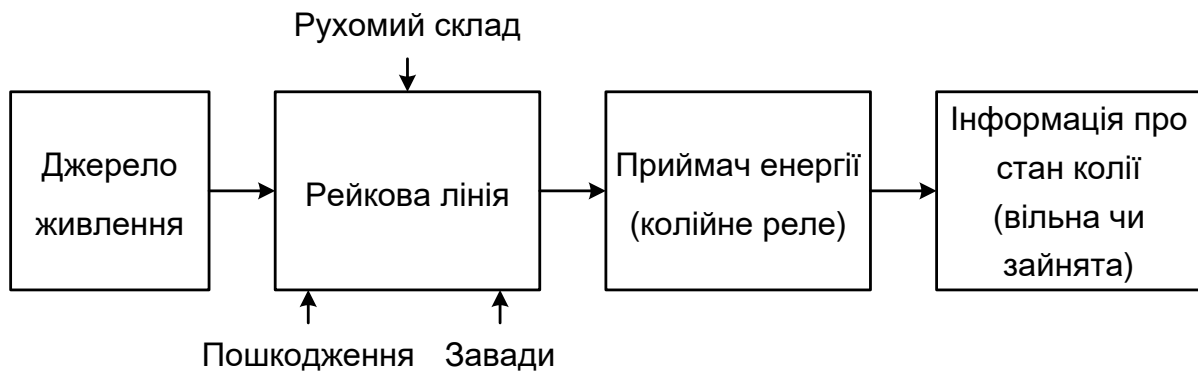 Рухомий склад
Джерело
живлення
Рейкова лінія
Приймач енергії
(колійне реле)
Інформація про
стан колії
(вільна чи
зайнята)
Пошкодження
Завади